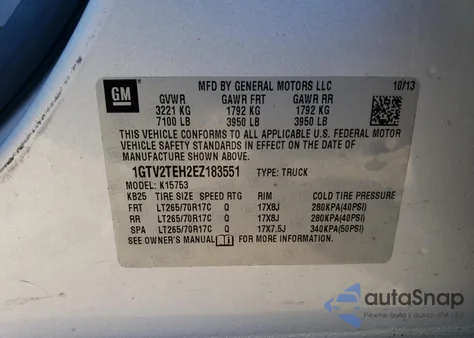 GM
MFD BY GENERAL MOTORS LLC 10/13
GVWR GAWR FRT GAWR RR
3221 KG 1792 KG 1792 KG
7100 LB 3950 LB 3950 LB
THIS VEHICLE CONFORMS TO ALL APPLICABLE U.S. FEDERAL MOTOR
VEHICLE SAFETY STANDARDS IN EFFECT ON THE DATE OF
MANUFACTURE SHOWN ABOVE.
1GTV2TEH2EZ183551 TYPE: TRUCK
MODEL: K15753
KB25 TIRE SIZE SPEED RTG RIM COLD TIRE PRESSURE
FRT LT265/70R17C Q 17X8J 280KPA(40PSI)
RR LT265/70R17C Q 17X8J 280KPA(40PSI)
SPA LT265/70R17C Q 17X7.5J 340KPA(50PSI)
SEE OWNER'S MANUAL FOR MORE INFORMATION.
autoSnap